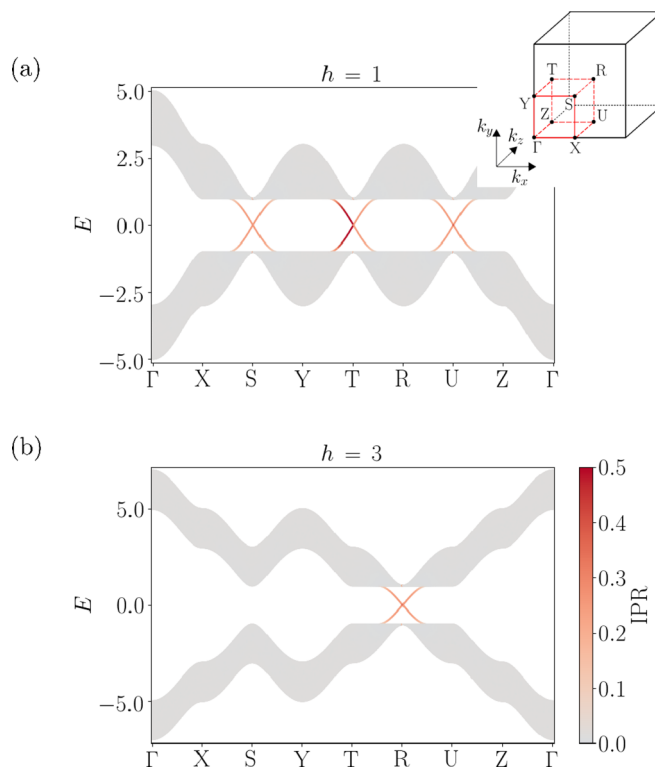 (a)
h = 1
T R
Y S
Z U
Γ X
k_y k_z
k_x
5.0
2.5
0.0
−2.5
−5.0
E
Γ X S Y T R U Z Γ
(b)
h = 3
5.0
0.0
−5.0
E
Γ X S Y T R U Z Γ
0.5
0.4
0.3
0.2
0.1
0.0
IPR